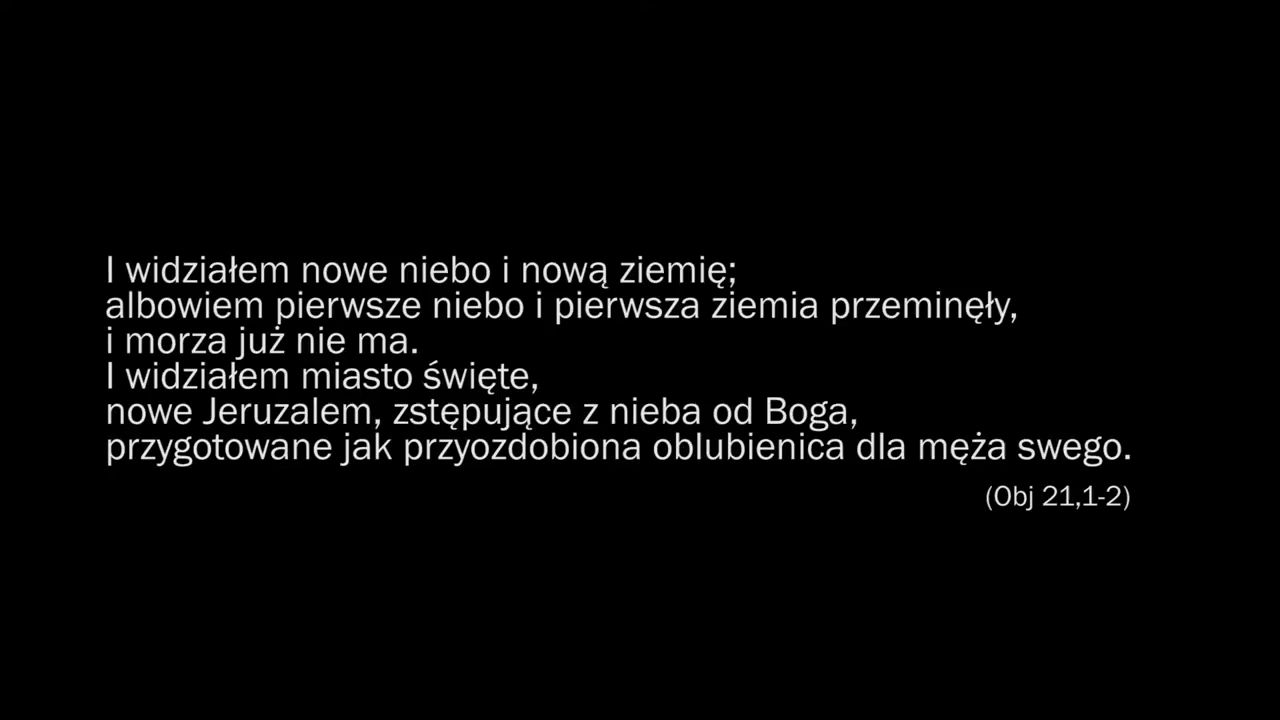 I widziałem nowe niebo i nową ziemię;
albowiem pierwsze niebo i pierwsza ziemia przeminęły,
i morza już nie ma.
I widziałem miasto święte,
nowe Jeruzalem, zstępujące z nieba od Boga,
przygotowane jak przyozdobiona oblubienica dla męża swego.
(Obj 21,1-2)